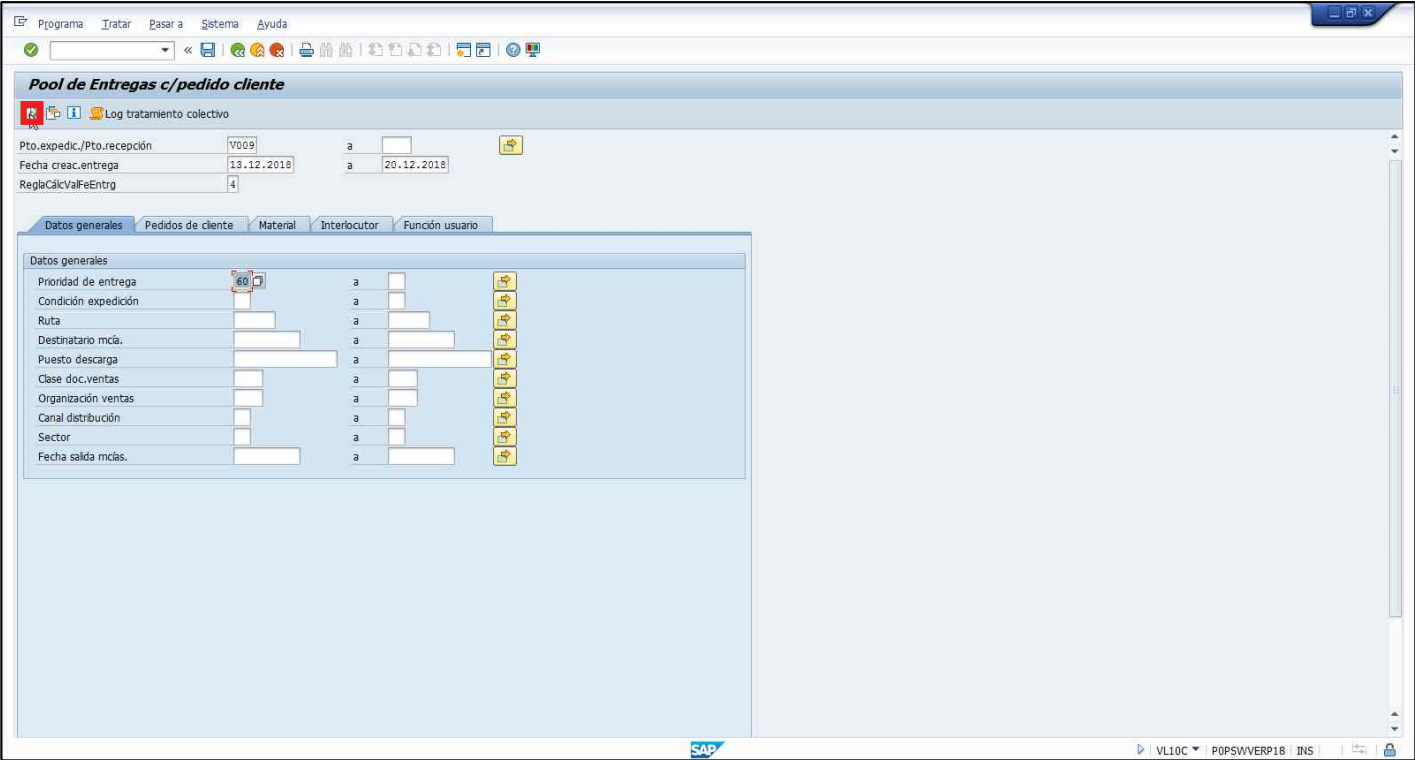 Programa Tratar Pasar a Sistema Ayuda
Pool de Entregas c/pedido cliente
Log tratamiento colectivo
Pto.expedic./Pto.recepción V009 a
Fecha creac.entrega 13.12.2018 a 20.12.2018
ReglaCálcValFeEntrg 4
Datos generales Pedidos de cliente Material Interlocutor Función usuario
Datos generales
Prioridad de entrega 60 a
Condición expedición a
Ruta a
Destinatario mcía. a
Puesto descarga a
Clase doc.ventas a
Organización ventas a
Canal distribución a
Sector a
Fecha salida mcías. a
SAP VL10C P0PSWVERP18 INS